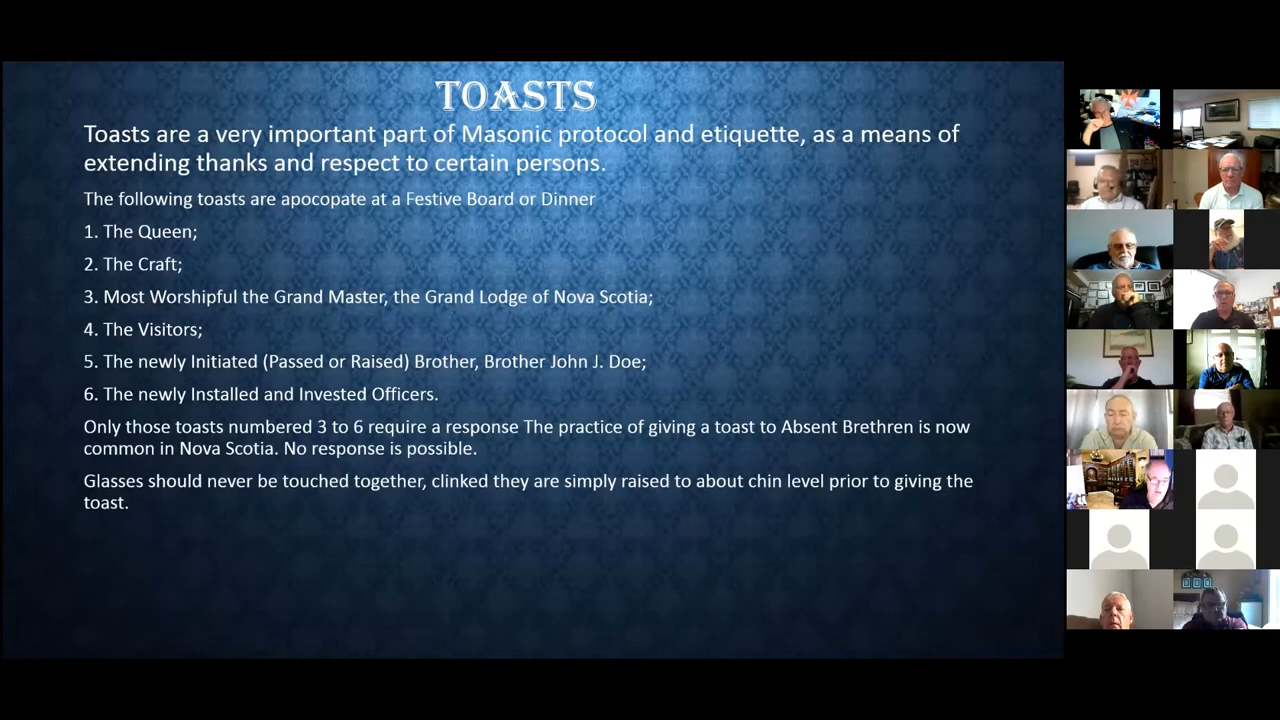 TOASTS
Toasts are a very important part of Masonic protocol and etiquette, as a means of
extending thanks and respect to certain persons.
The following toasts are apocopate at a Festive Board or Dinner
1. The Queen;
2. The Craft;
3. Most Worshipful the Grand Master, the Grand Lodge of Nova Scotia;
4. The Visitors;
5. The newly Initiated (Passed or Raised) Brother, Brother John J. Doe;
6. The newly Installed and Invested Officers.
Only those toasts numbered 3 to 6 require a response The practice of giving a toast to Absent Brethren is now
common in Nova Scotia. No response is possible.
Glasses should never be touched together, clinked they are simply raised to about chin level prior to giving the
toast.